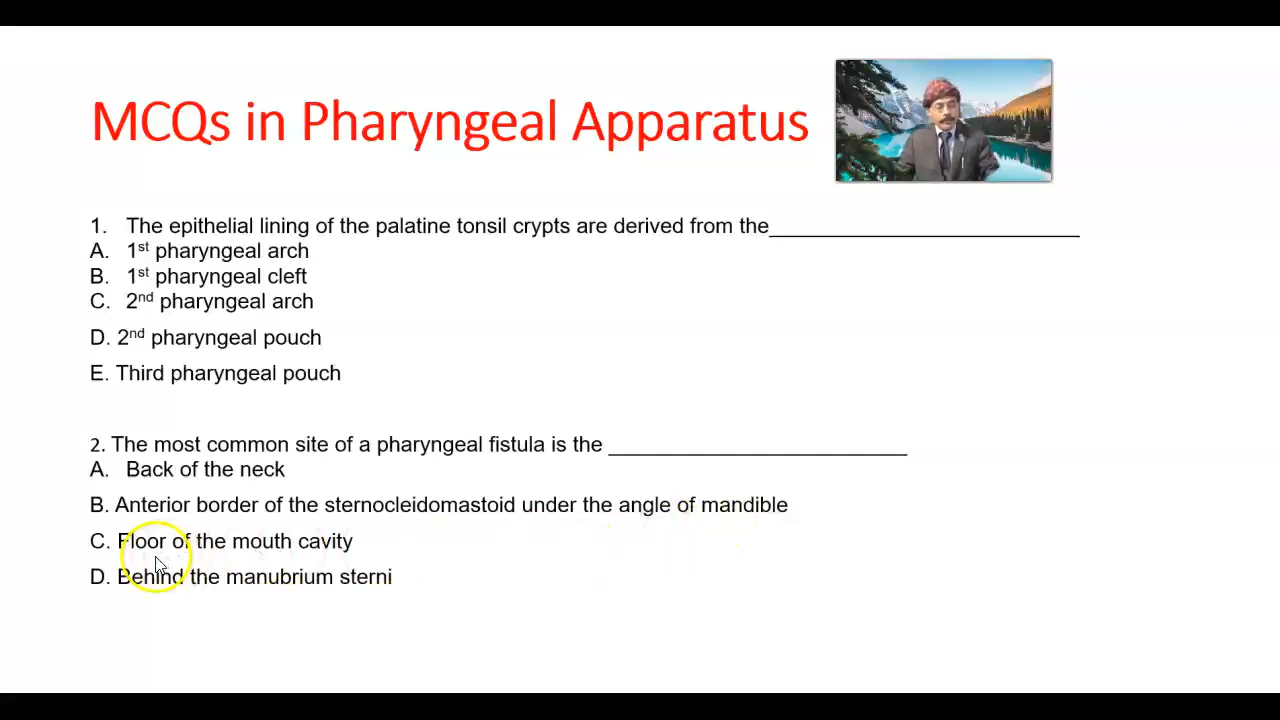 MCQs in Pharyngeal Apparatus
1. The epithelial lining of the palatine tonsil crypts are derived from the__________________________
A. 1st pharyngeal arch
B. 1st pharyngeal cleft
C. 2nd pharyngeal arch
D. 2nd pharyngeal pouch
E. Third pharyngeal pouch
2. The most common site of a pharyngeal fistula is the _________________________
A. Back of the neck
B. Anterior border of the sternocleidomastoid under the angle of mandible
C. Floor of the mouth cavity
D. Behind the manubrium sterni